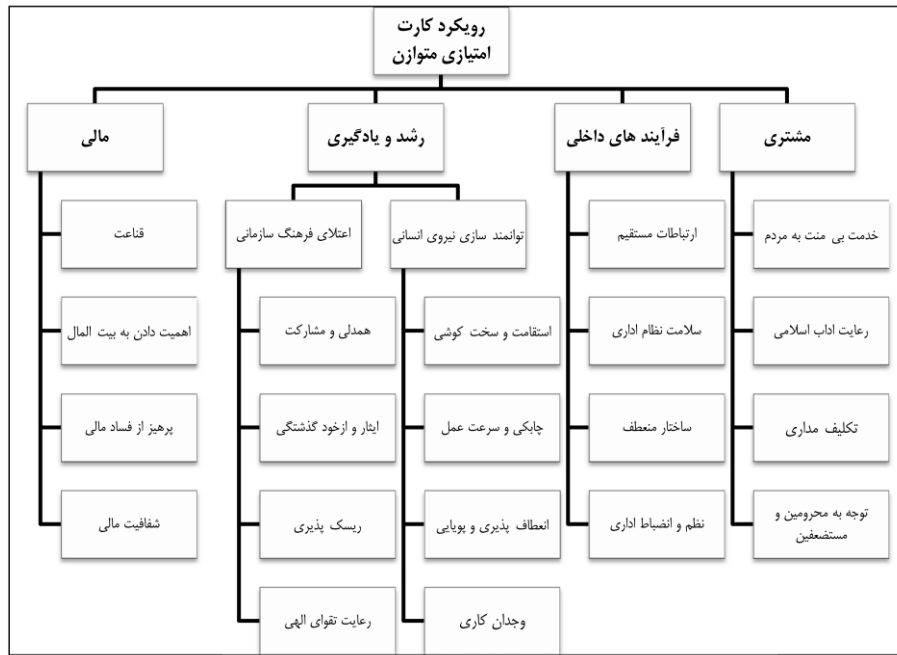 رویکرد کارت
امتیازی متوازن
مشتری
فرآیند های داخلی
رشد و یادگیری
مالی
خدمت بی منت به مردم
رعایت اداب اسلامی
تکلیف مداری
توجه به محرومین و
مستضعفین
ارتباطات مستقیم
سلامت نظام اداری
ساختار منعطف
نظم و انضباط اداری
توانمند سازی نیروی انسانی
استقامت و سخت کوشی
چابکی و سرعت عمل
انعطاف پذیری و پویایی
وجدان کاری
اعتلای فرهنگ سازمانی
همدلی و مشارکت
ایثار و ازخود گذشتگی
ریسک پذیری
رعایت تقوای الهی
قناعت
اهمیت دادن به بیت المال
پرهیز از فساد مالی
شفافیت مالی